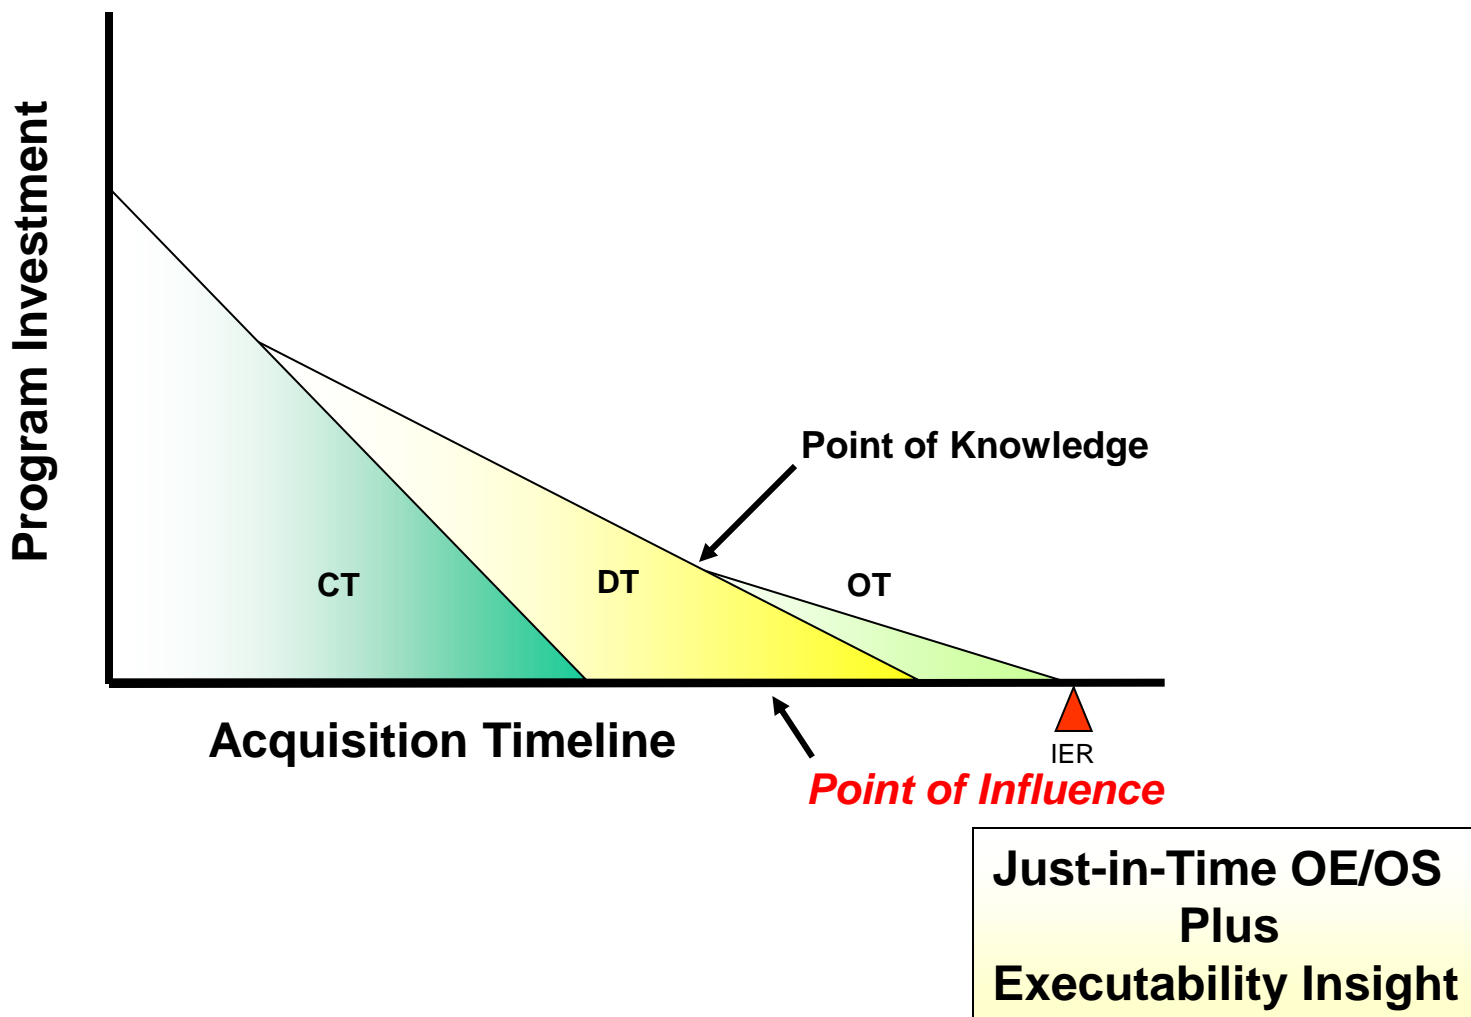 Program Investment
Point of Knowledge
CT
DT
OT
Acquisition Timeline
IER
Point of Influence
Just-in-Time OE/OS
Plus
Executability Insight